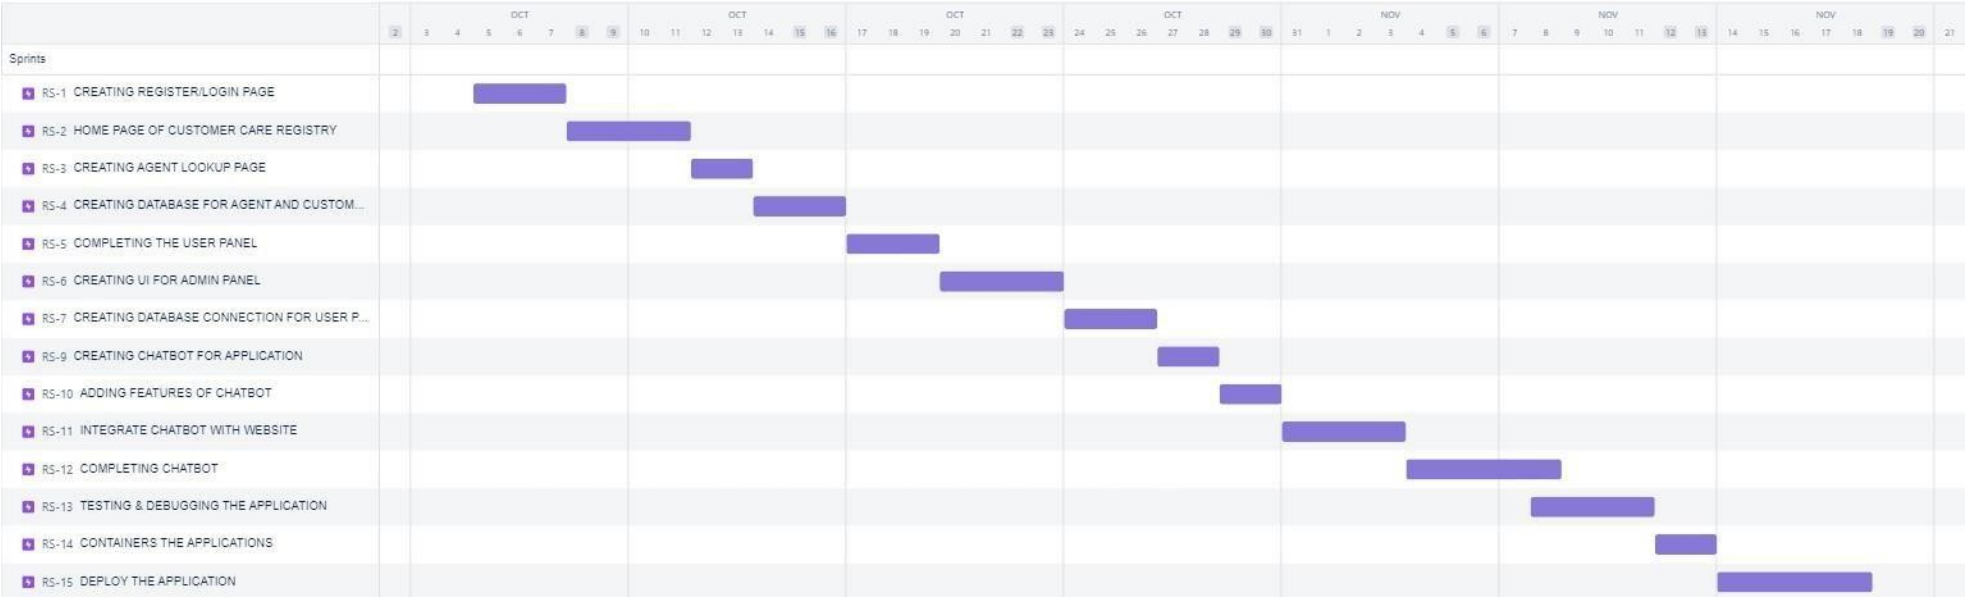 OCT OCT OCT OCT NOV NOV NOV
2 3 4 5 6 7 8 9 10 11 12 13 14 15 16 17 18 19 20 21 22 23 24 25 26 27 28 29 30 31 1 2 3 4 5 6 7 8 9 10 11 12 13 14 15 16 17 18 19 20 21
Sprints
RS-1 CREATING REGISTER/LOGIN PAGE
RS-2 HOME PAGE OF CUSTOMER CARE REGISTRY
RS-3 CREATING AGENT LOOKUP PAGE
RS-4 CREATING DATABASE FOR AGENT AND CUSTOM...
RS-5 COMPLETING THE USER PANEL
RS-6 CREATING UI FOR ADMIN PANEL
RS-7 CREATING DATABASE CONNECTION FOR USER P...
RS-9 CREATING CHATBOT FOR APPLICATION
RS-10 ADDING FEATURES OF CHATBOT
RS-11 INTEGRATE CHATBOT WITH WEBSITE
RS-12 COMPLETING CHATBOT
RS-13 TESTING & DEBUGGING THE APPLICATION
RS-14 CONTAINERS THE APPLICATIONS
RS-15 DEPLOY THE APPLICATION